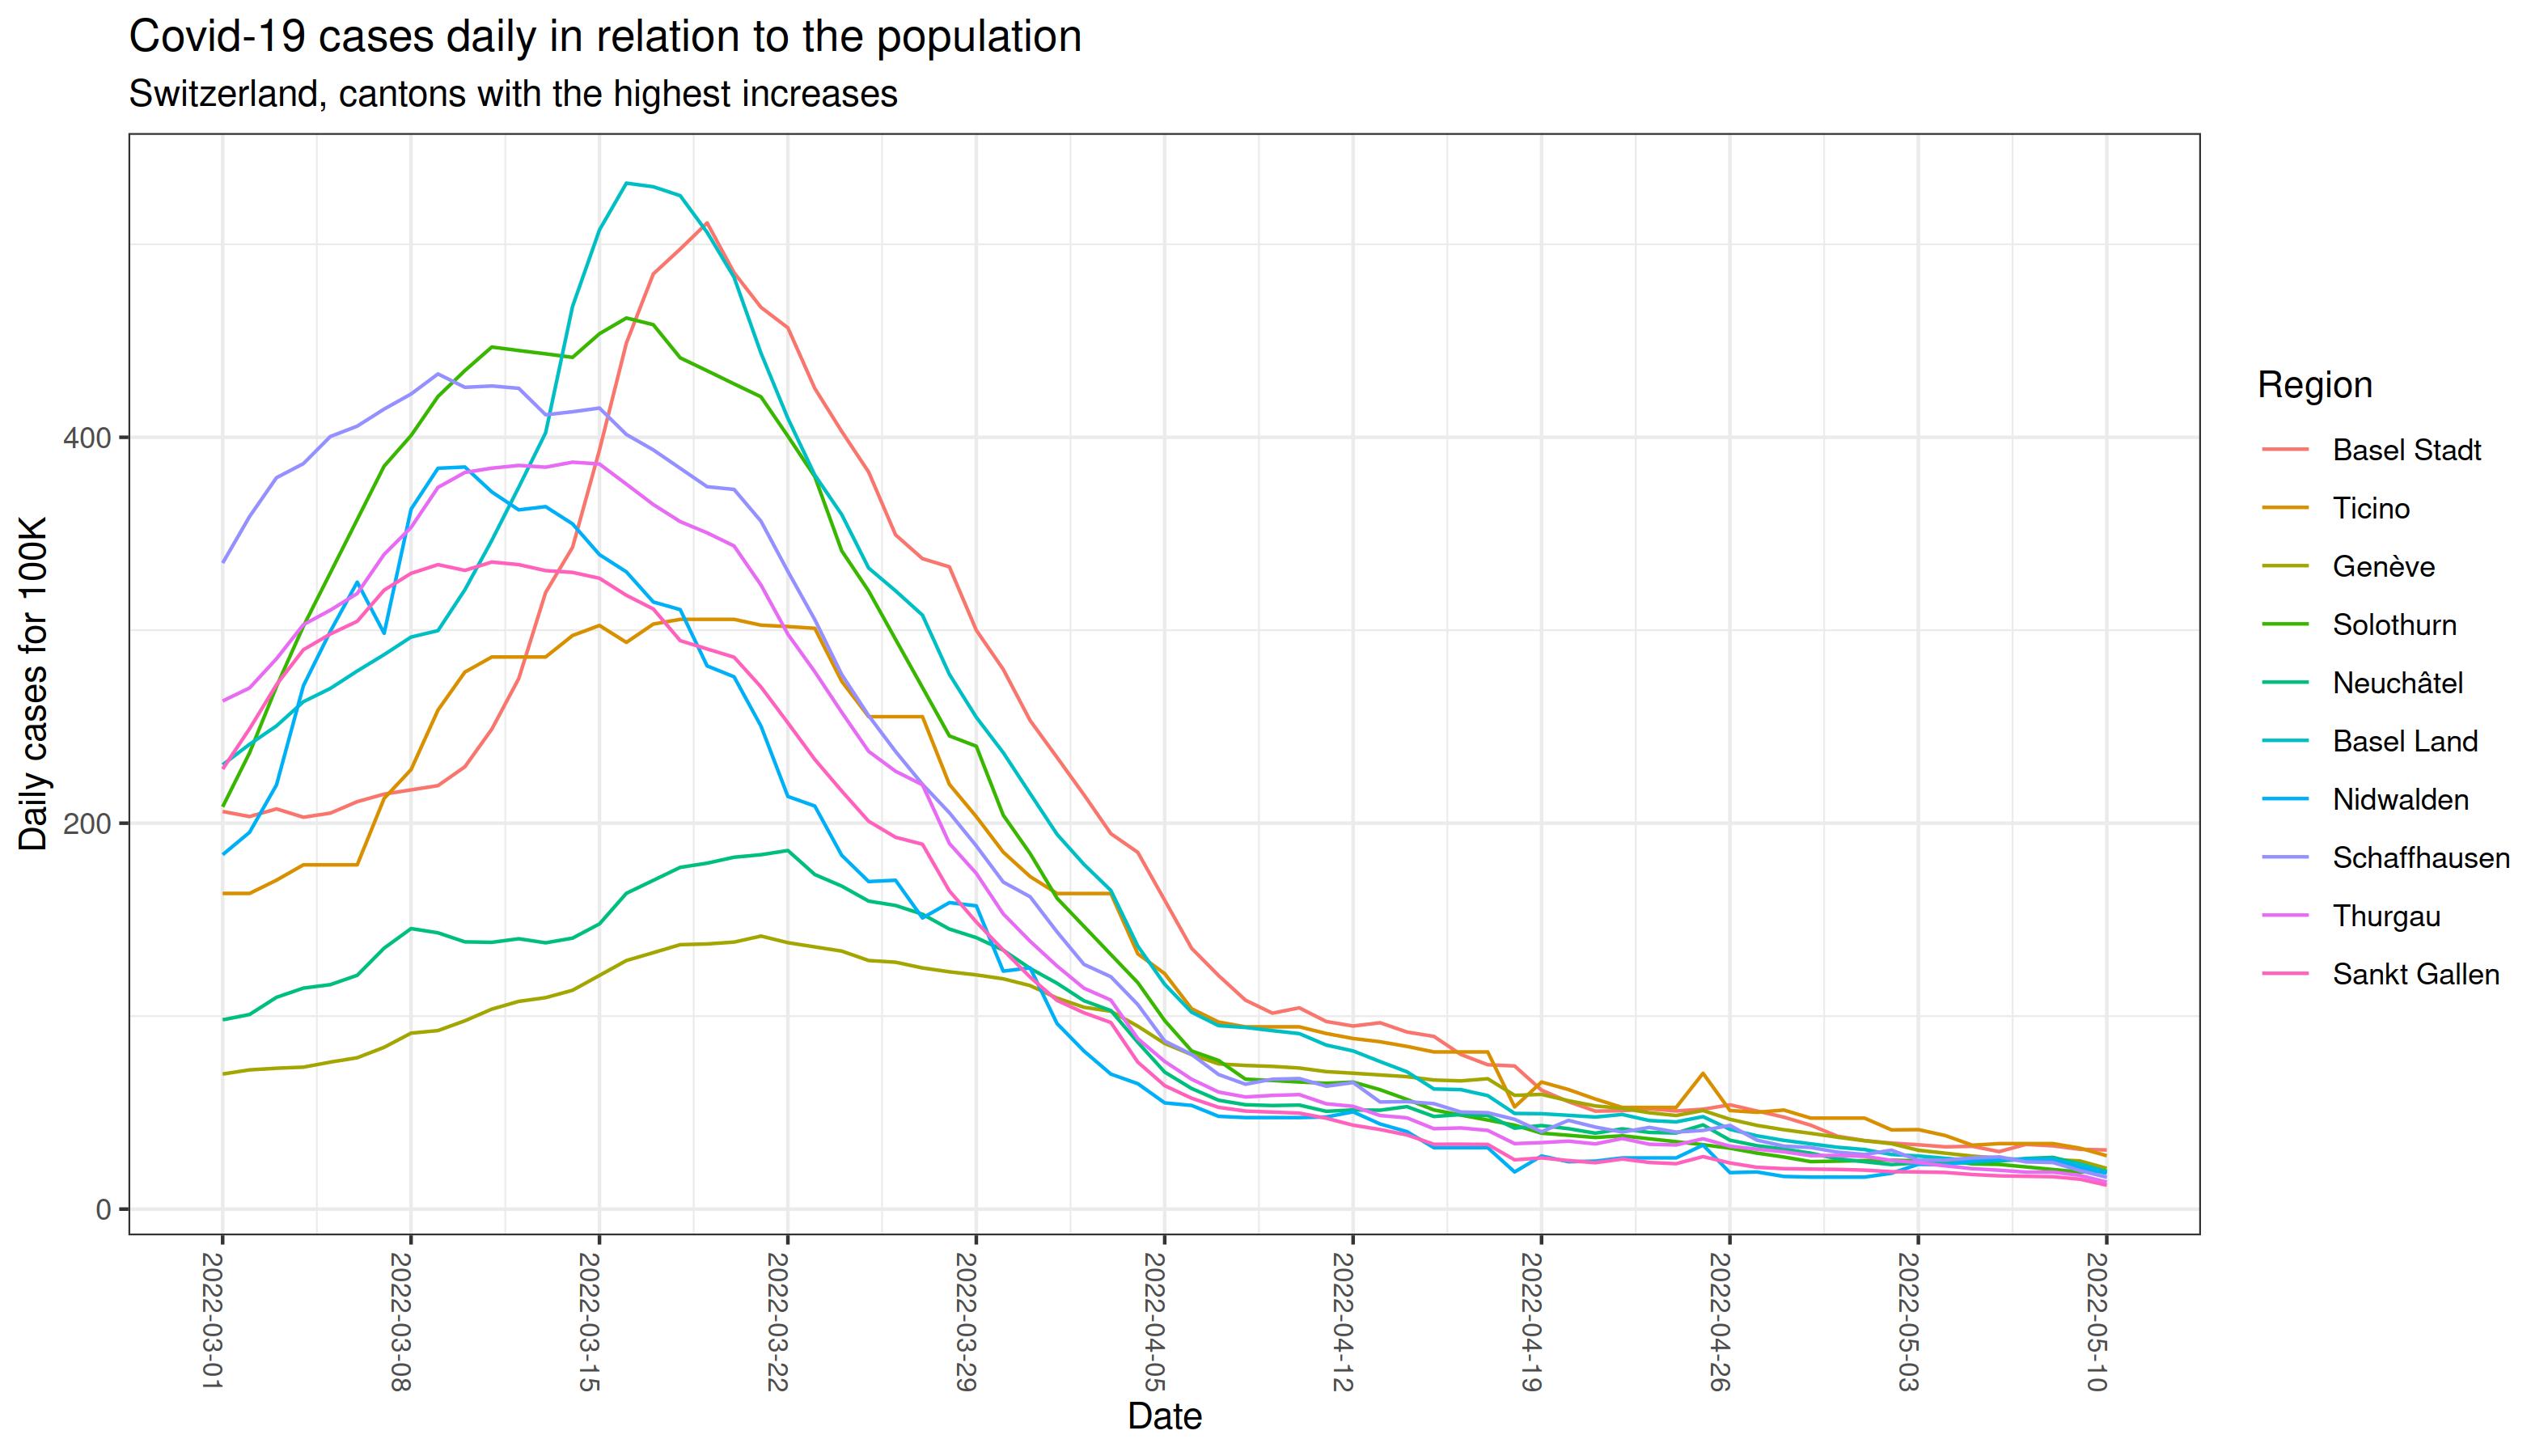 Covid-19 cases daily in relation to the population
Switzerland, cantons with the highest increases
Daily cases for 100K
400
200
0
2022-03-01
2022-03-08
2022-03-15
2022-03-22
2022-03-29
2022-04-05
2022-04-12
2022-04-19
2022-04-26
2022-05-03
2022-05-10
Date
Region
Basel Stadt
Ticino
Genève
Solothurn
Neuchâtel
Basel Land
Nidwalden
Schaffhausen
Thurgau
Sankt Gallen